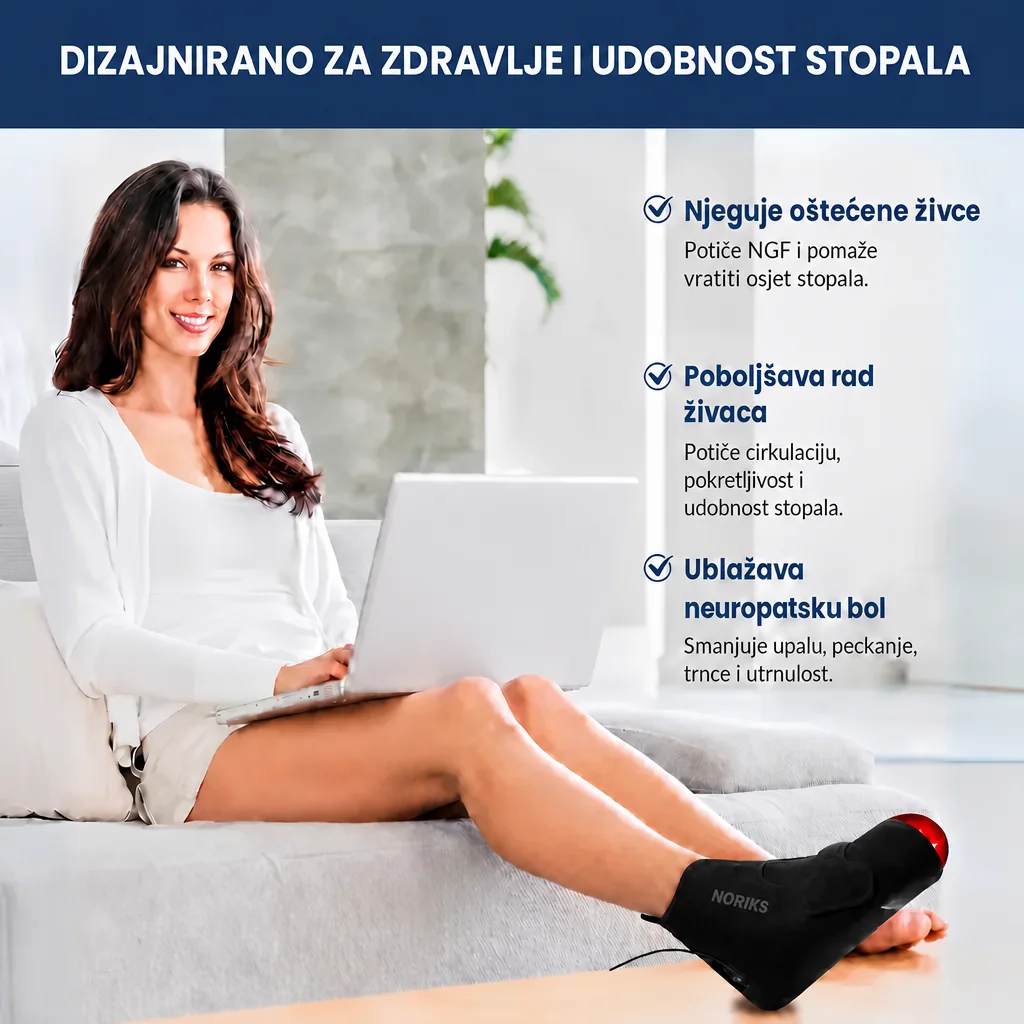 DIZAJNIRANO ZA ZDRAVLJE I UDOBNOST STOPALA
Njeguje oštećene živce
Potiče NGF i pomaže
vratiti osjet stopala.
Poboljšava rad
živaca
Potiče cirkulaciju,
pokretljivost i
udobnost stopala.
Ublažava
neuropatsku bol
Smanjuje upalu, peckanje,
trnce i utrnulost.
NORIKS